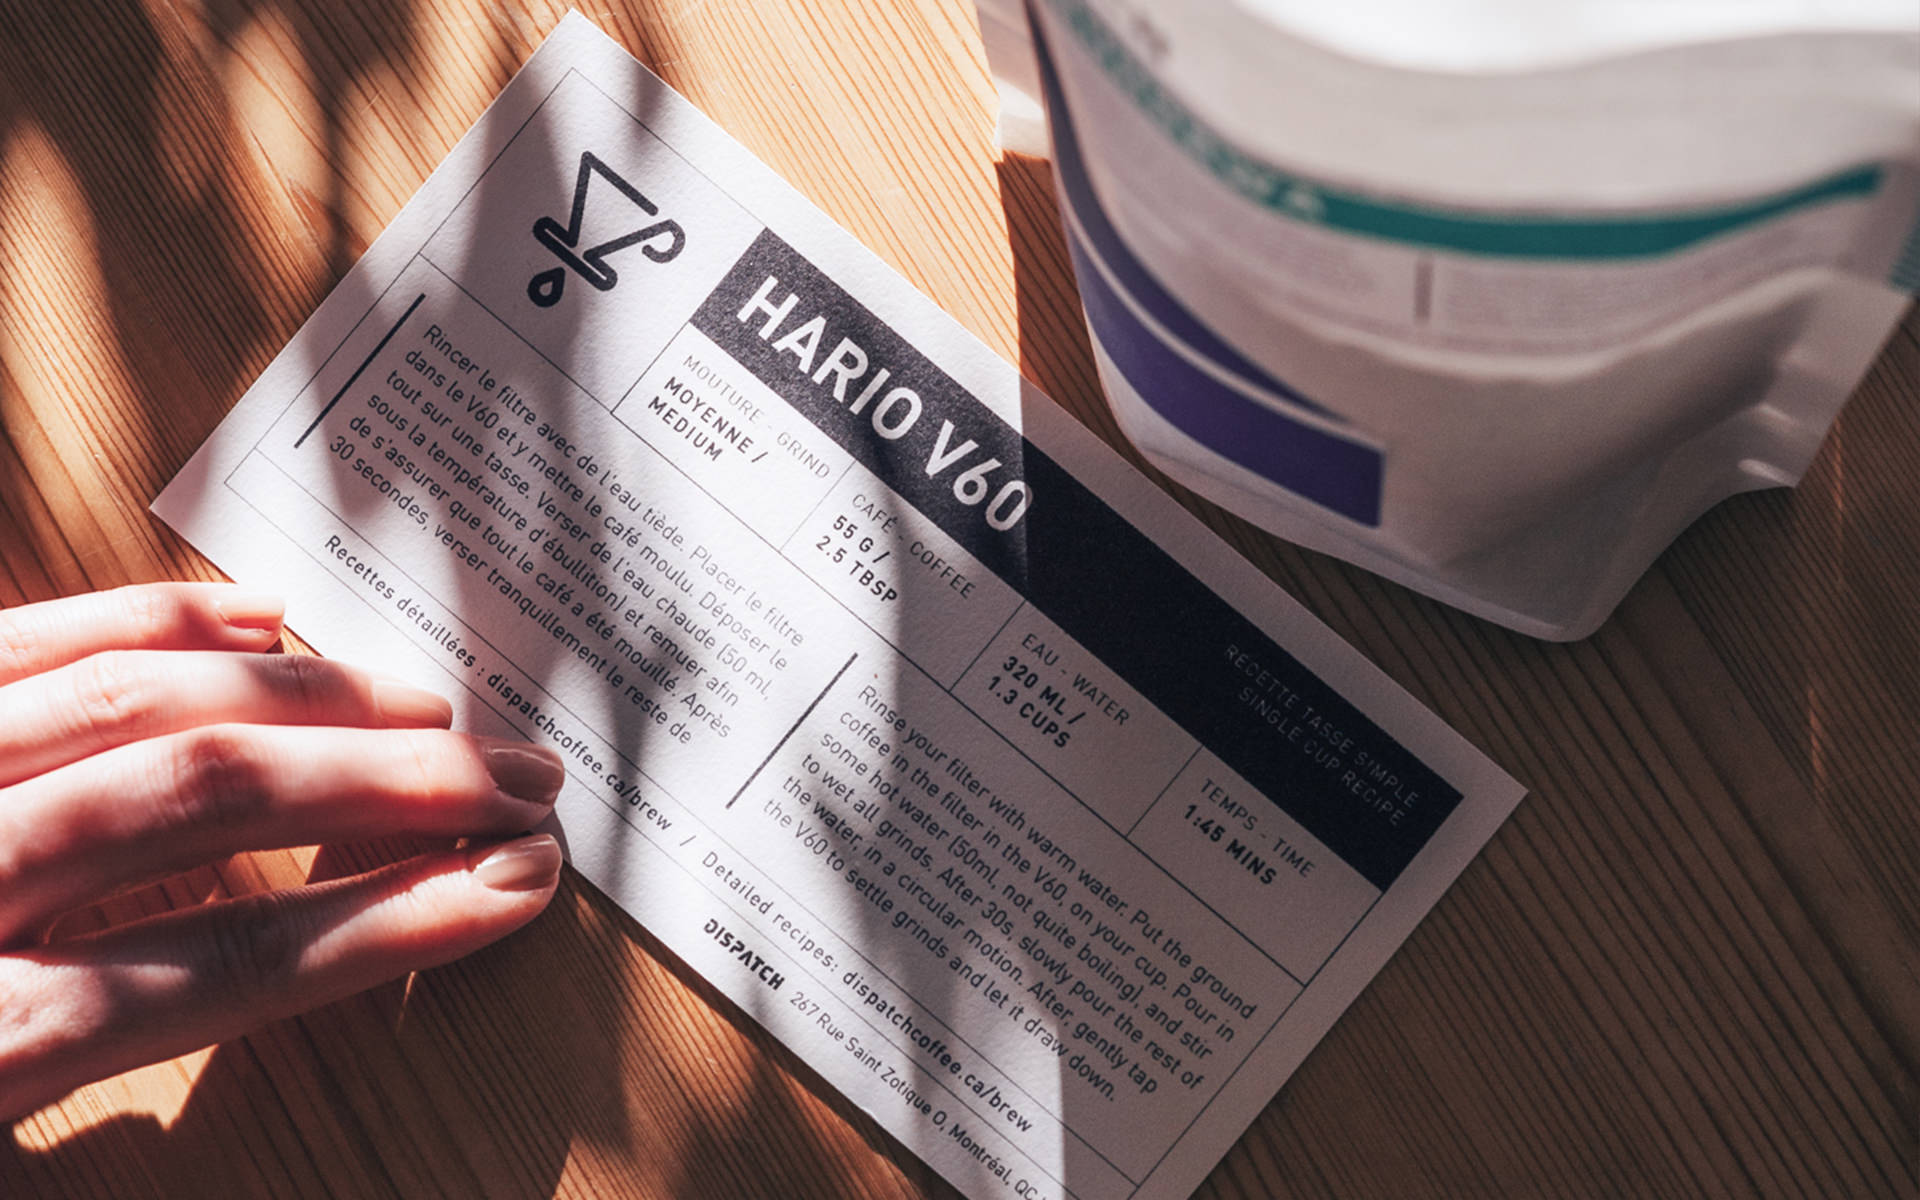 HARIO V60
RECETTE TASSE SIMPLE
SINGLE CUP RECIPE
MOUTURE - GRIND
MOYENNE /
MEDIUM
CAFÉ - COFFEE
55 G /
2.5 TBSP
EAU - WATER
320 ML /
1.3 CUPS
TEMPS - TIME
1:45 MINS
Rincer le filtre avec de l'eau tiède. Placer le filtre
dans le V60 et y mettre le café moulu. Déposer le
tout sur une tasse. Verser de l'eau chaude (50 ml,
sous la température d'ébullition) et remuer afin
de s'assurer que tout le café a été mouillé. Après
30 secondes, verser tranquillement le reste de
Rinse your filter with warm water. Put the ground
coffee in the filter in the V60, on your cup. Pour in
some hot water (50ml, not quite boiling), and stir
to wet all grinds. After 30s, slowly pour the rest of
the water, in a circular motion. After, gently tap
the V60 to settle grinds and let it draw down.
Recettes détaillées : dispatchcoffee.ca/brew / Detailed recipes: dispatchcoffee.ca/brew
DISPATCH 267 Rue Saint Zotique O, Montréal, QC